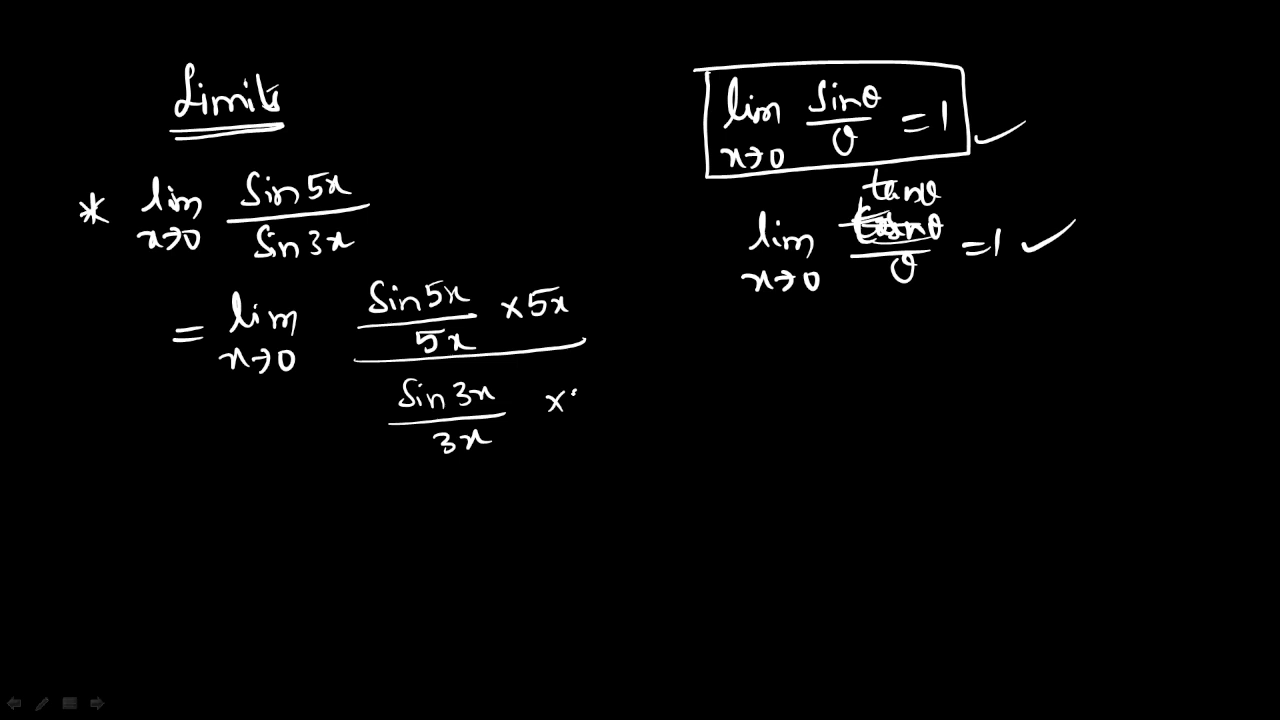 Limits
* lim x→0 sin 5x / sin 3x
= lim x→0 (sin 5x / 5x × 5x) / (sin 3x / 3x ×
lim x→0 sinθ / θ = 1 ✓
lim x→0 tanθ / θ = 1 ✓